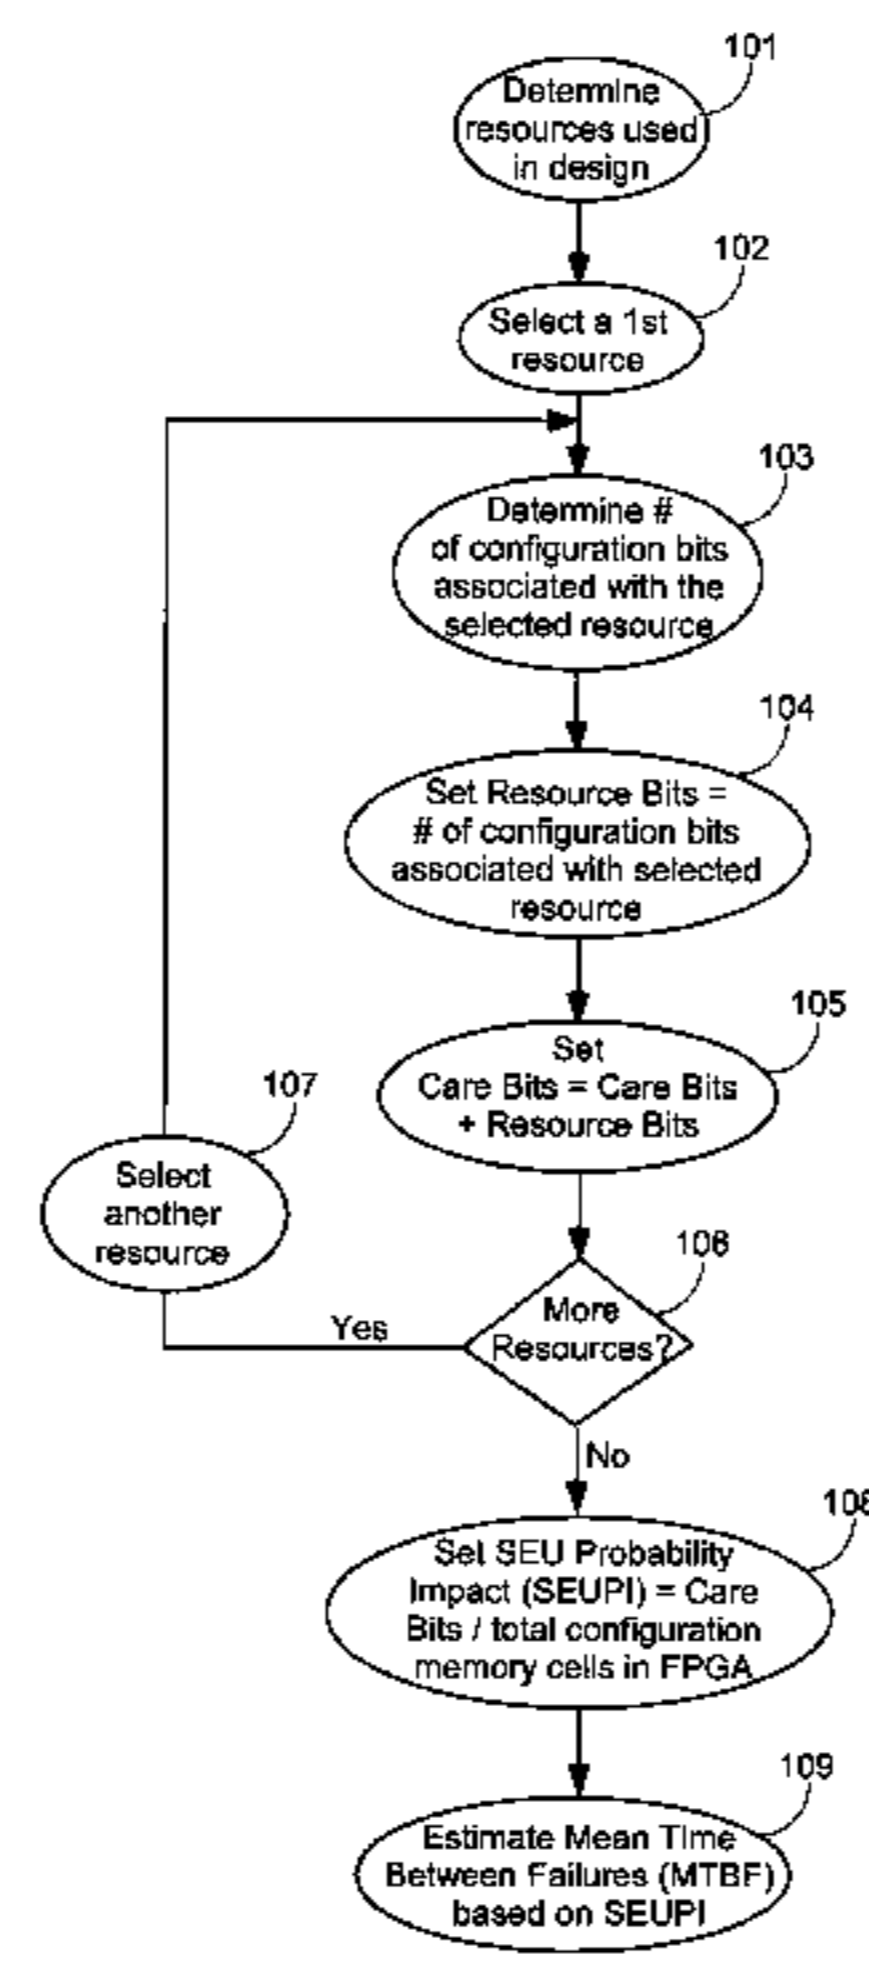 101
Determine
resources used
in design
102
Select a 1st
resource
103
Determine #
of configuration bits
associated with the
selected resource
104
Set Resource Bits =
# of configuration bits
associated with selected
resource
105
Set
Care Bits = Care Bits
+ Resource Bits
107
Select
another
resource
106
More
Resources?
Yes
No
108
Set SEU Probability
Impact (SEUPI) = Care
Bits / total configuration
memory cells in FPGA
109
Estimate Mean Time
Between Failures (MTBF)
based on SEUPI